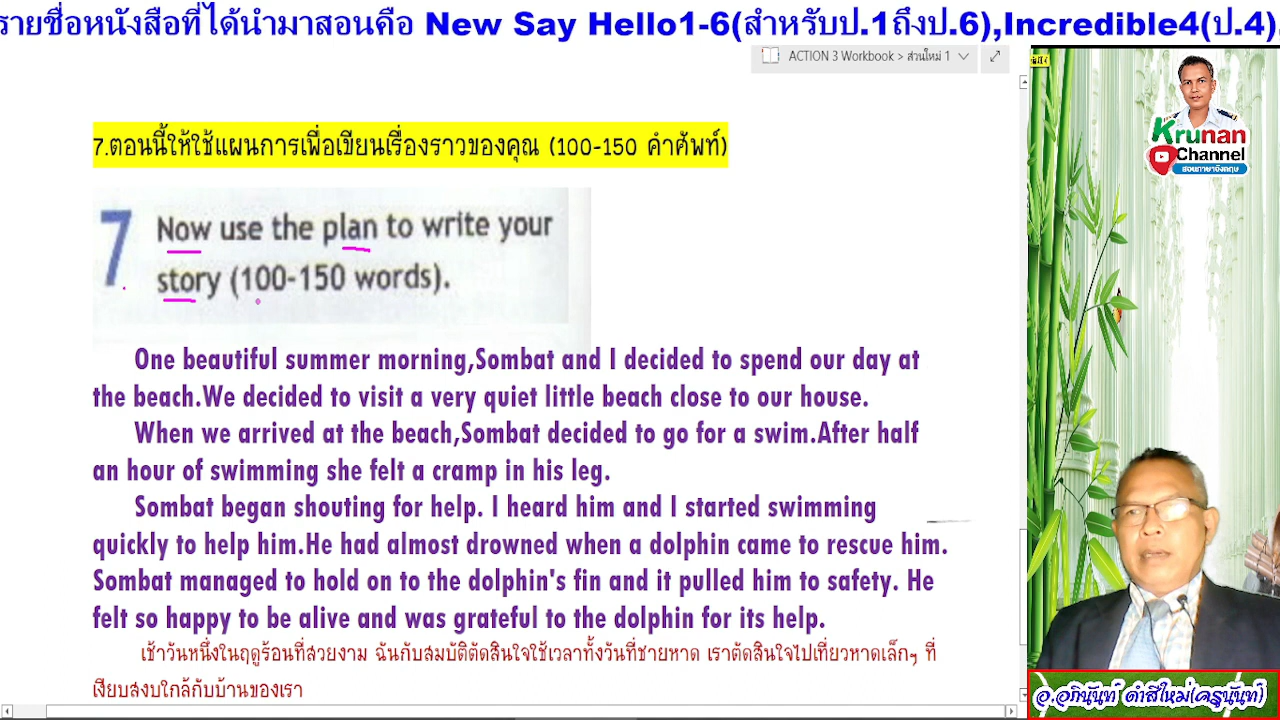 รายชื่อหนังสือที่ได้นำมาสอนคือ New Say Hello1-6(สำหรับป.1ถึงป.6),Incredible4(ป.4),
ACTION 3 Workbook > ส่วนใหม่ 1
7.ตอนนี้ให้ใช้แผนการเพื่อเขียนเรื่องราวของคุณ (100-150 คำศัพท์)
7 Now use the plan to write your
story (100-150 words).
One beautiful summer morning,Sombat and I decided to spend our day at
the beach.We decided to visit a very quiet little beach close to our house.
When we arrived at the beach,Sombat decided to go for a swim.After half
an hour of swimming she felt a cramp in his leg.
Sombat began shouting for help. I heard him and I started swimming
quickly to help him.He had almost drowned when a dolphin came to rescue him.
Sombat managed to hold on to the dolphin's fin and it pulled him to safety. He
felt so happy to be alive and was grateful to the dolphin for its help.
เช้าวันหนึ่งในฤดูร้อนที่สวยงาม ฉันกับสมบัติตัดสินใจใช้เวลาทั้งวันที่ชายหาด เราตัดสินใจไปเที่ยวหาดเล็กๆ ที่
เงียบสงบใกล้กับบ้านของเรา
Krunan
Channel
สอนภาษาอังกฤษ
อ.อภินันท์ ดำสีใหม่(ครูนันท์)